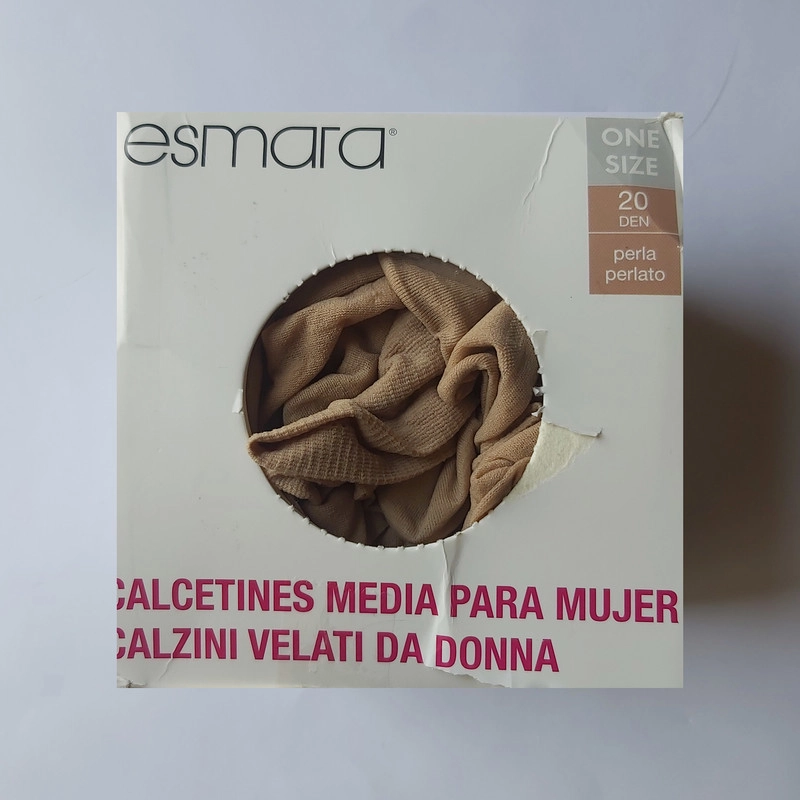 esmara®
ONE
SIZE
20
DEN
perla
perlato
CALCETINES MEDIA PARA MUJER
CALZINI VELATI DA DONNA